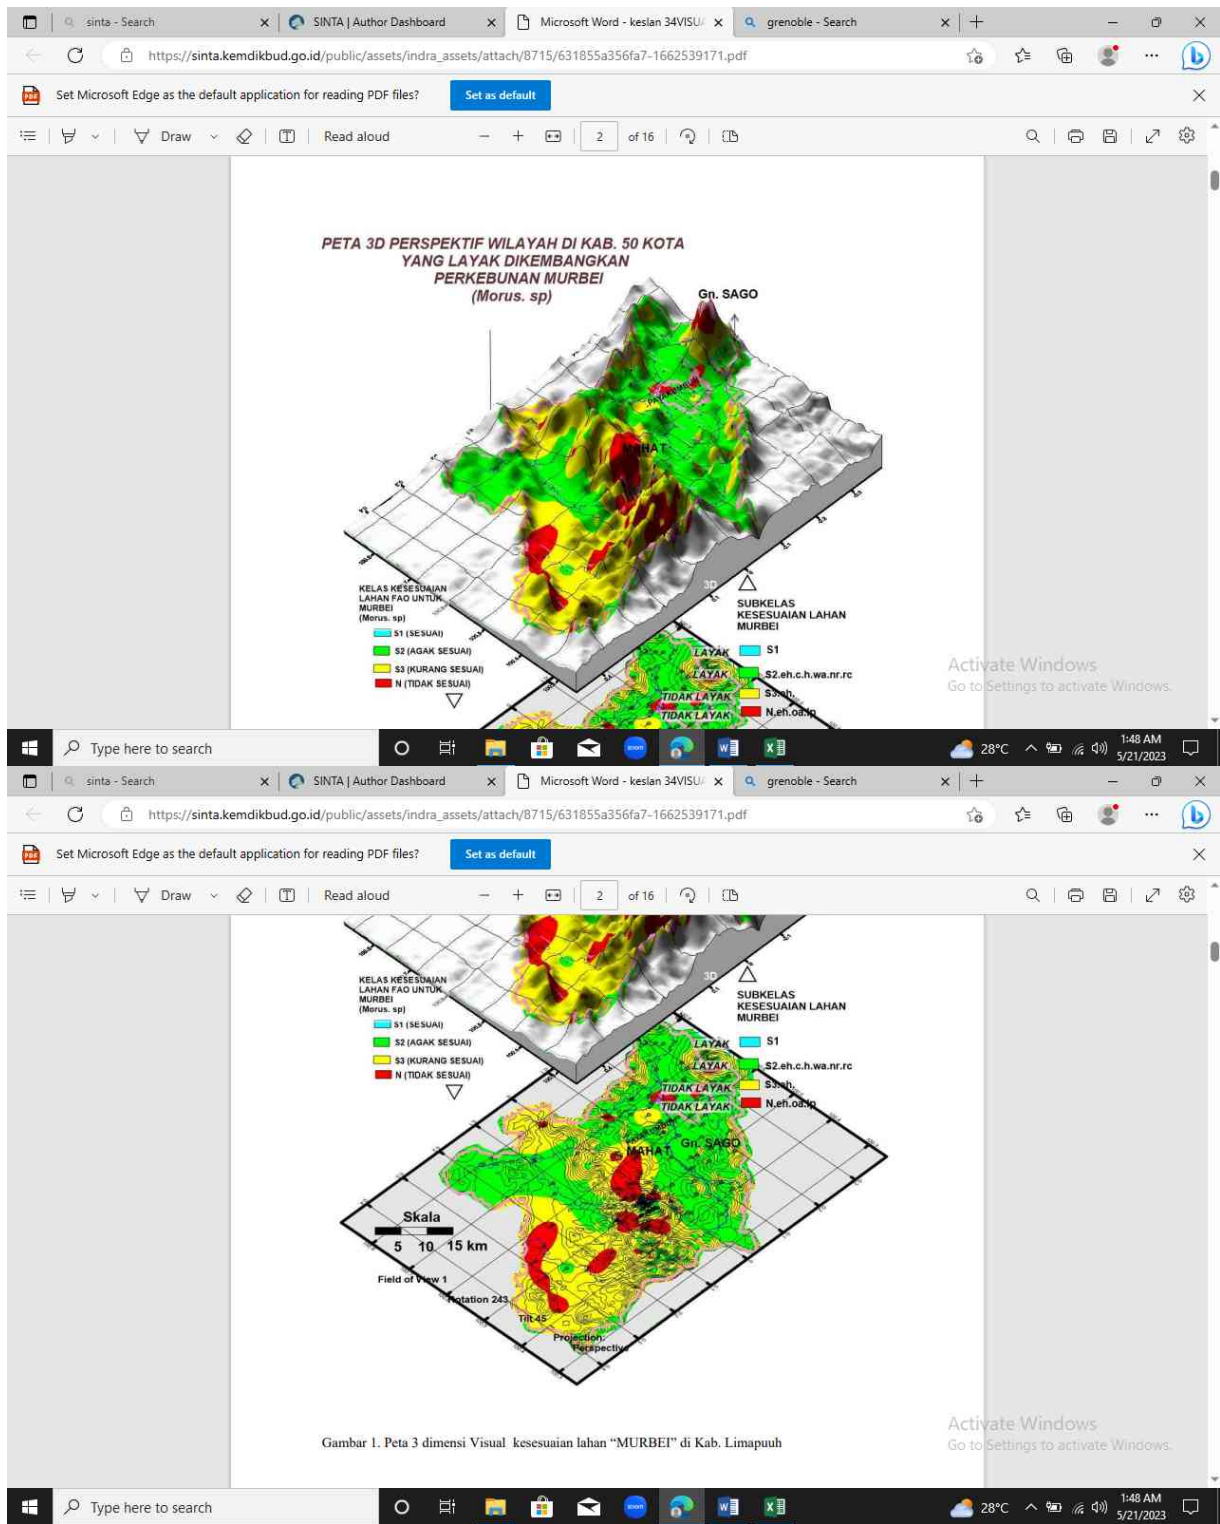 sinta - Search
SINTA | Author Dashboard
Microsoft Word - keslan 34VISU
grenoble - Search
https://sinta.kemdikbud.go.id/public/assets/indra_assets/attach/8715/631855a356fa7-1662539171.pdf
Set Microsoft Edge as the default application for reading PDF files?
Set as default
Draw
Read aloud
2
of 16
PETA 3D PERSPEKTIF WILAYAH DI KAB. 50 KOTA
YANG LAYAK DIKEMBANGKAN
PERKEBUNAN MURBEI
(Morus. sp)
Gn. SAGO
3D
KELAS KESESUAIAN
LAHAN FAO UNTUK
MURBEI
(Morus. sp)
S1 (SESUAI)
S2 (AGAK SESUAI)
S3 (KURANG SESUAI)
N (TIDAK SESUAI)
SUBKELAS
KESESUAIAN LAHAN
MURBEI
LAYAK S1
LAYAK S2.eh.c.h.wa.nr.rc
TIDAK LAYAK S3.eh.
TIDAK LAYAK N.eh.oa.lp
Activate Windows
Go to Settings to activate Windows.
Type here to search
zoom
28°C
1:48 AM
5/21/2023
sinta - Search
SINTA | Author Dashboard
Microsoft Word - keslan 34VISU
grenoble - Search
https://sinta.kemdikbud.go.id/public/assets/indra_assets/attach/8715/631855a356fa7-1662539171.pdf
Set Microsoft Edge as the default application for reading PDF files?
Set as default
Draw
Read aloud
2
of 16
3D
KELAS KESESUAIAN
LAHAN FAO UNTUK
MURBEI
(Morus. sp)
S1 (SESUAI)
S2 (AGAK SESUAI)
S3 (KURANG SESUAI)
N (TIDAK SESUAI)
SUBKELAS
KESESUAIAN LAHAN
MURBEI
LAYAK S1
LAYAK S2.eh.c.h.wa.nr.rc
TIDAK LAYAK S3.eh.
TIDAK LAYAK N.eh.oa.lp
Gn. SAGO
MAHAT
Skala
5 10 15 km
Field of View 1
Rotation 243
Tilt 45
Projection:
Perspective
Gambar 1. Peta 3 dimensi Visual kesesuaian lahan “MURBEI” di Kab. Limapuuh
Activate Windows
Go to Settings to activate Windows.
Type here to search
zoom
28°C
1:48 AM
5/21/2023